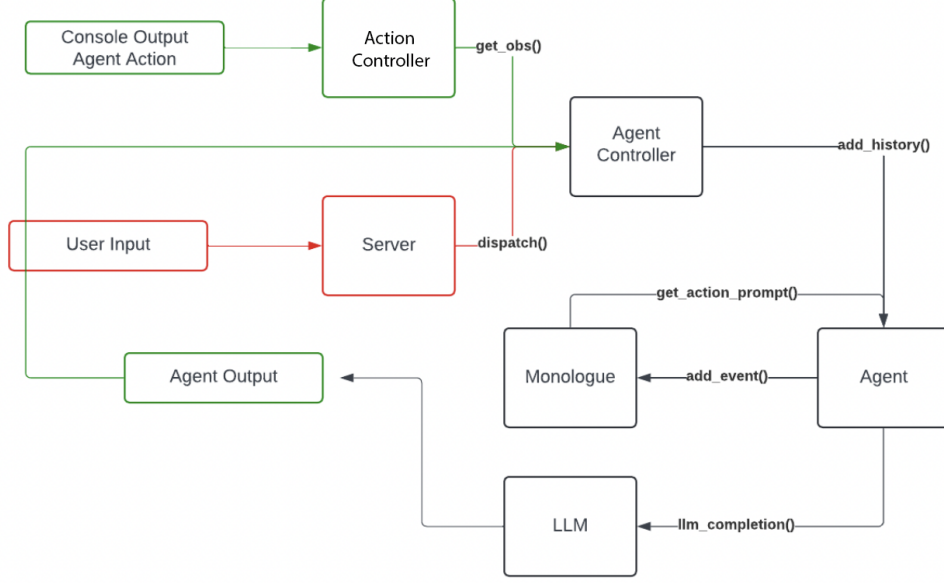 Console Output
Agent Action
Action
Controller
get_obs()
Agent
Controller
add_history()
User Input
Server
dispatch()
get_action_prompt()
Agent Output
Monologue
add_event()
Agent
LLM
llm_completion()